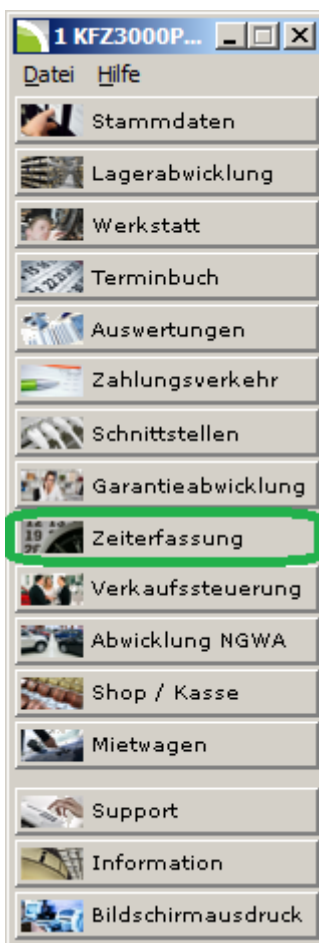 1 KFZ3000P...
Datei Hilfe
Stammdaten
Lagerabwicklung
Werkstatt
Terminbuch
Auswertungen
Zahlungsverkehr
Schnittstellen
Garantieabwicklung
Zeiterfassung
Verkaufssteuerung
Abwicklung NGWA
Shop / Kasse
Mietwagen
Support
Information
Bildschirmausdruck